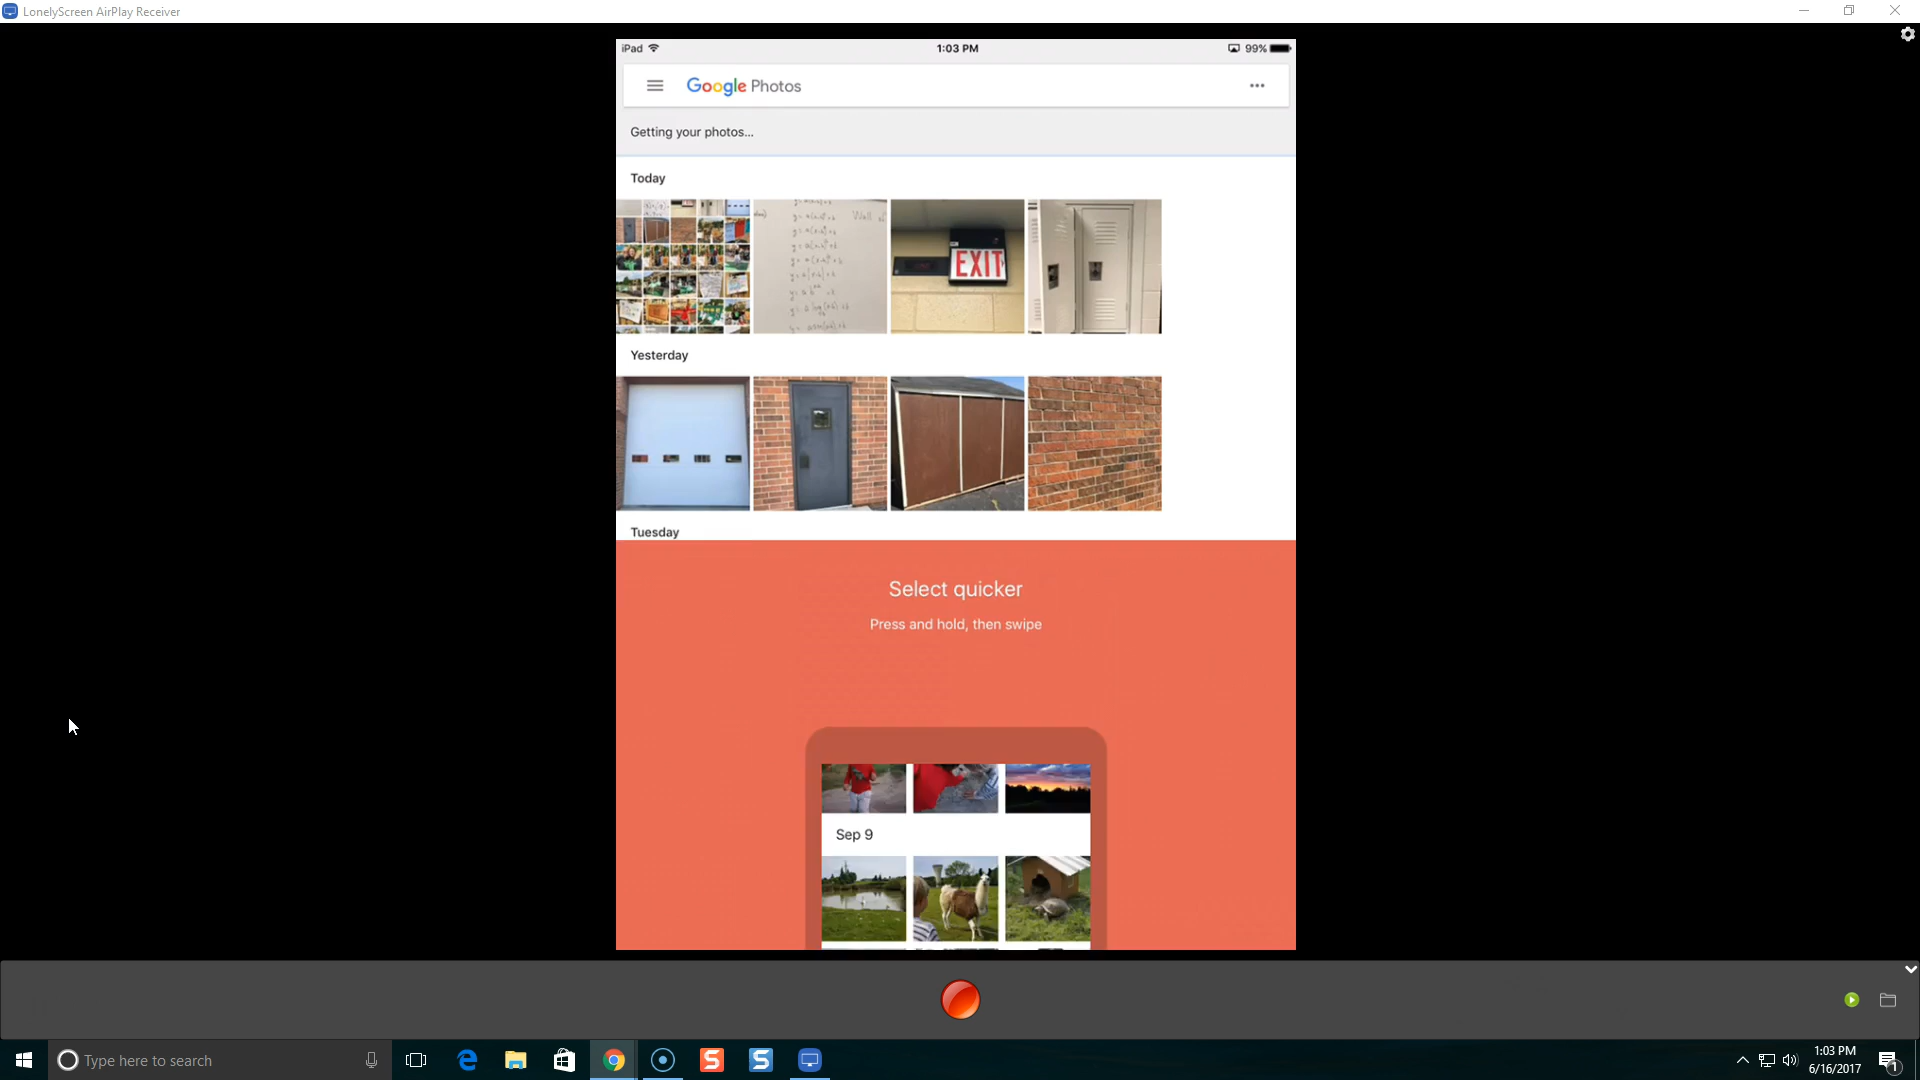 LonelyScreen AirPlay Receiver
iPad
1:03 PM
99%
Google Photos
Getting your photos...
Today
EXIT
Yesterday
Tuesday
Select quicker
Press and hold, then swipe
Sep 9
Type here to search
1:03 PM
6/16/2017
1